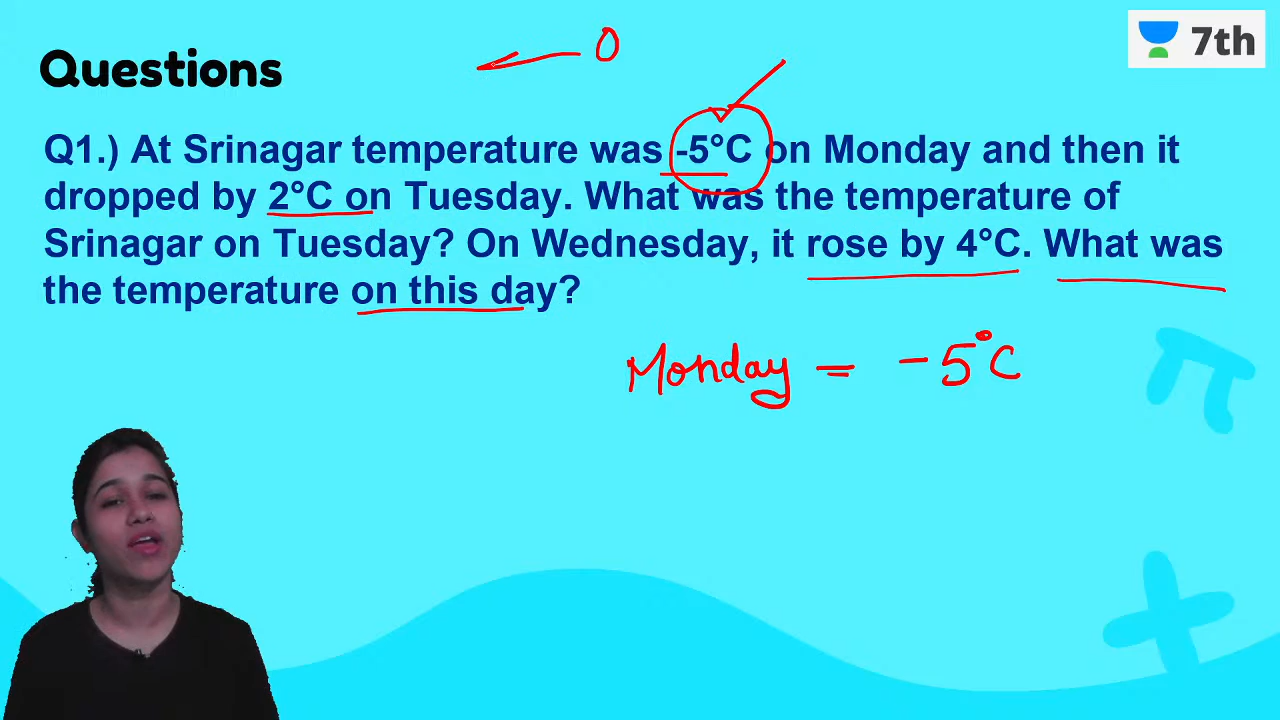 0
Questions
7th
Q1.) At Srinagar temperature was -5°C on Monday and then it
dropped by 2°C on Tuesday. What was the temperature of
Srinagar on Tuesday? On Wednesday, it rose by 4°C. What was
the temperature on this day?
Monday = -5°C